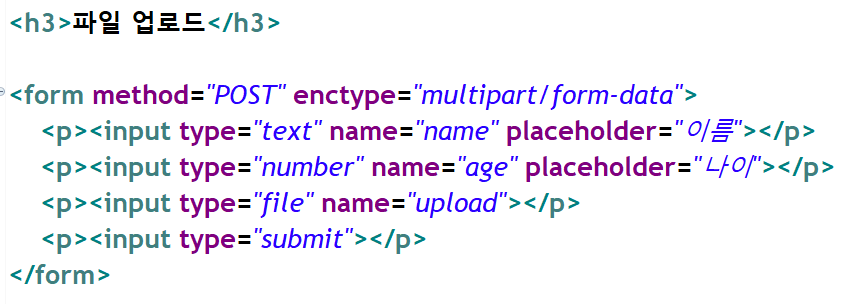 <h3>파일 업로드</h3>
<form method="POST" enctype="multipart/form-data">
<p><input type="text" name="name" placeholder="이름"></p>
<p><input type="number" name="age" placeholder="나이"></p>
<p><input type="file" name="upload"></p>
<p><input type="submit"></p>
</form>